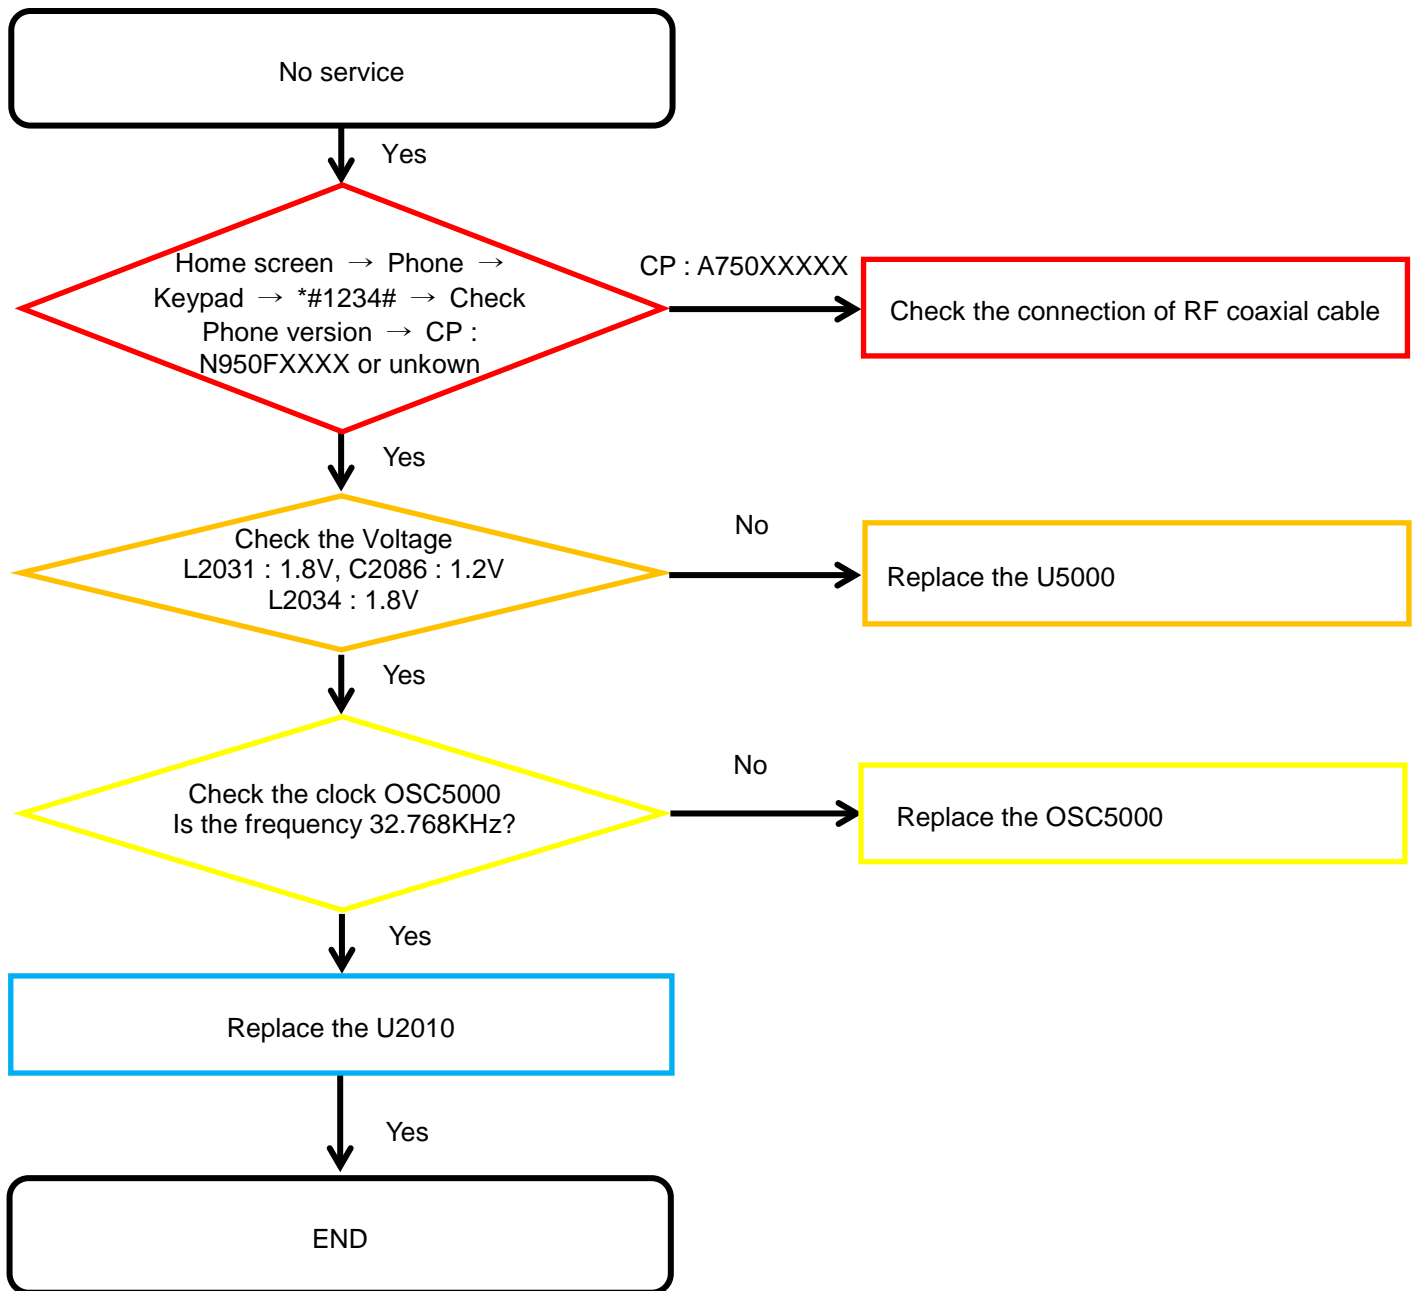 No service
Yes
Home screen → Phone →
Keypad → *#1234# → Check
Phone version → CP :
N950FXXXX or unkown
CP : A750XXXXX
Check the connection of RF coaxial cable
Yes
Check the Voltage
L2031 : 1.8V, C2086 : 1.2V
L2034 : 1.8V
No
Replace the U5000
Yes
Check the clock OSC5000
Is the frequency 32.768KHz?
No
Replace the OSC5000
Yes
Replace the U2010
Yes
END